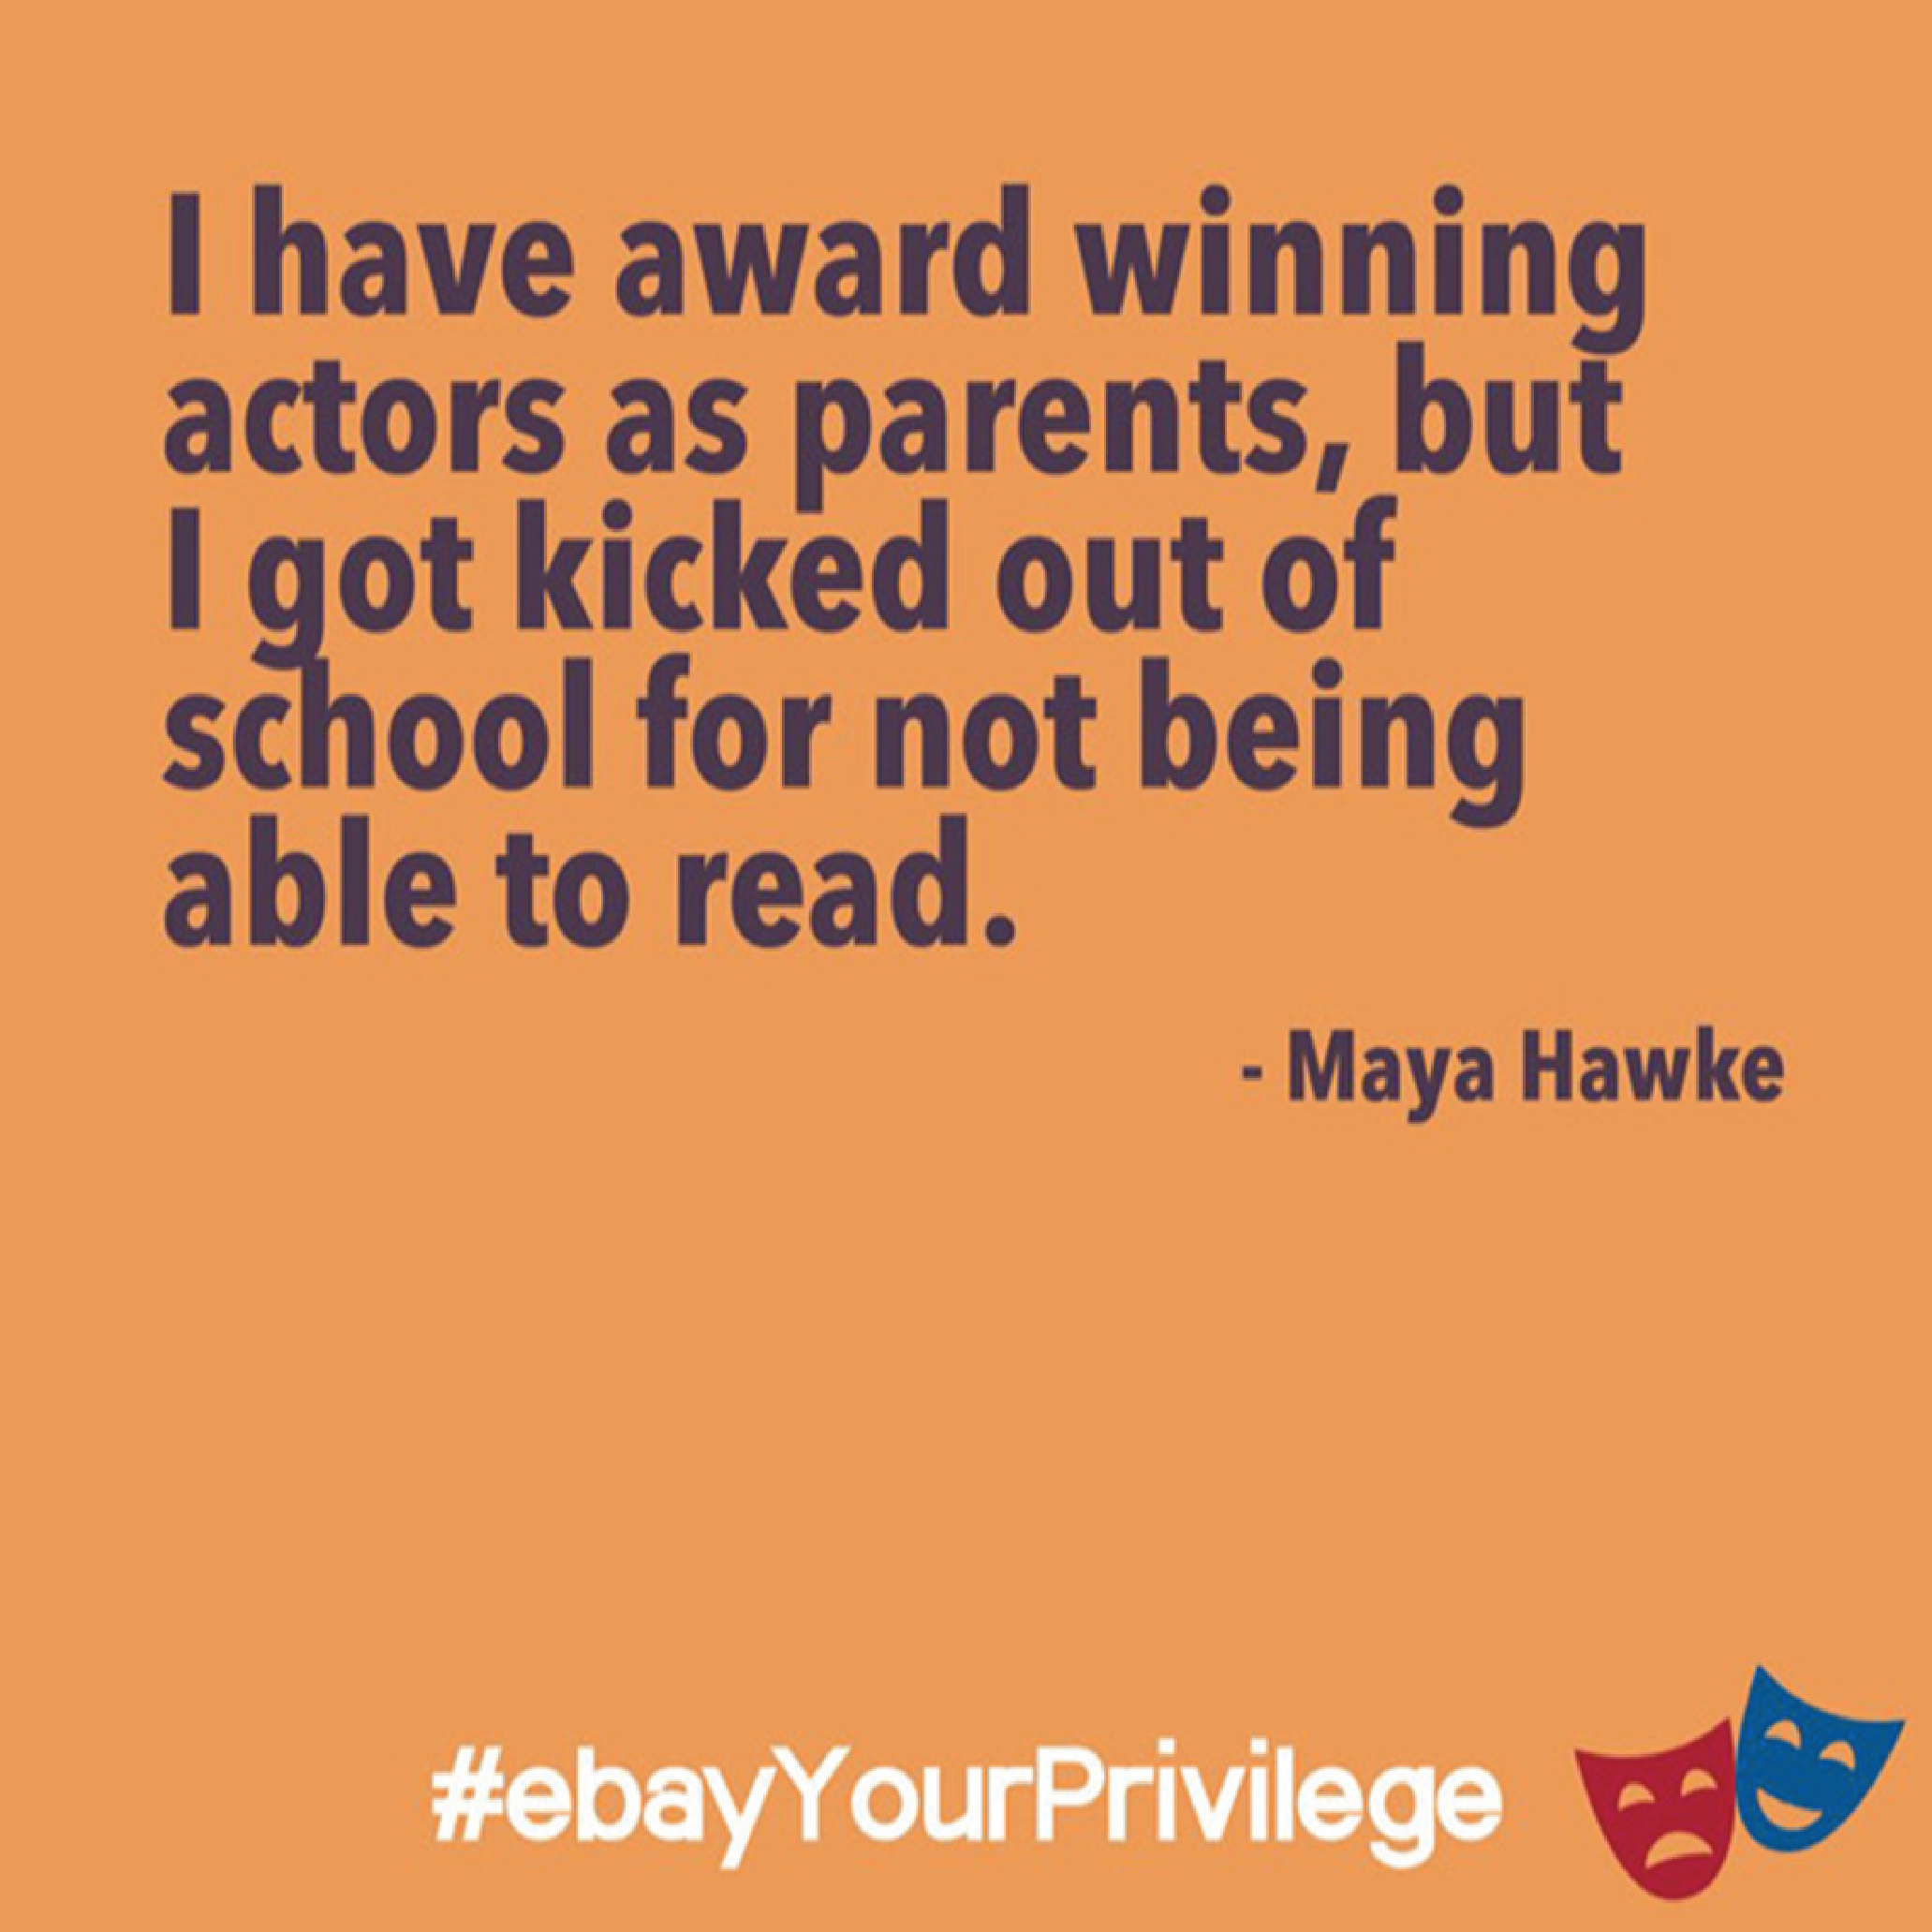 I have award winning
actors as parents, but
I got kicked out of
school for not being
able to read.
- Maya Hawke
#ebayYourPrivilege